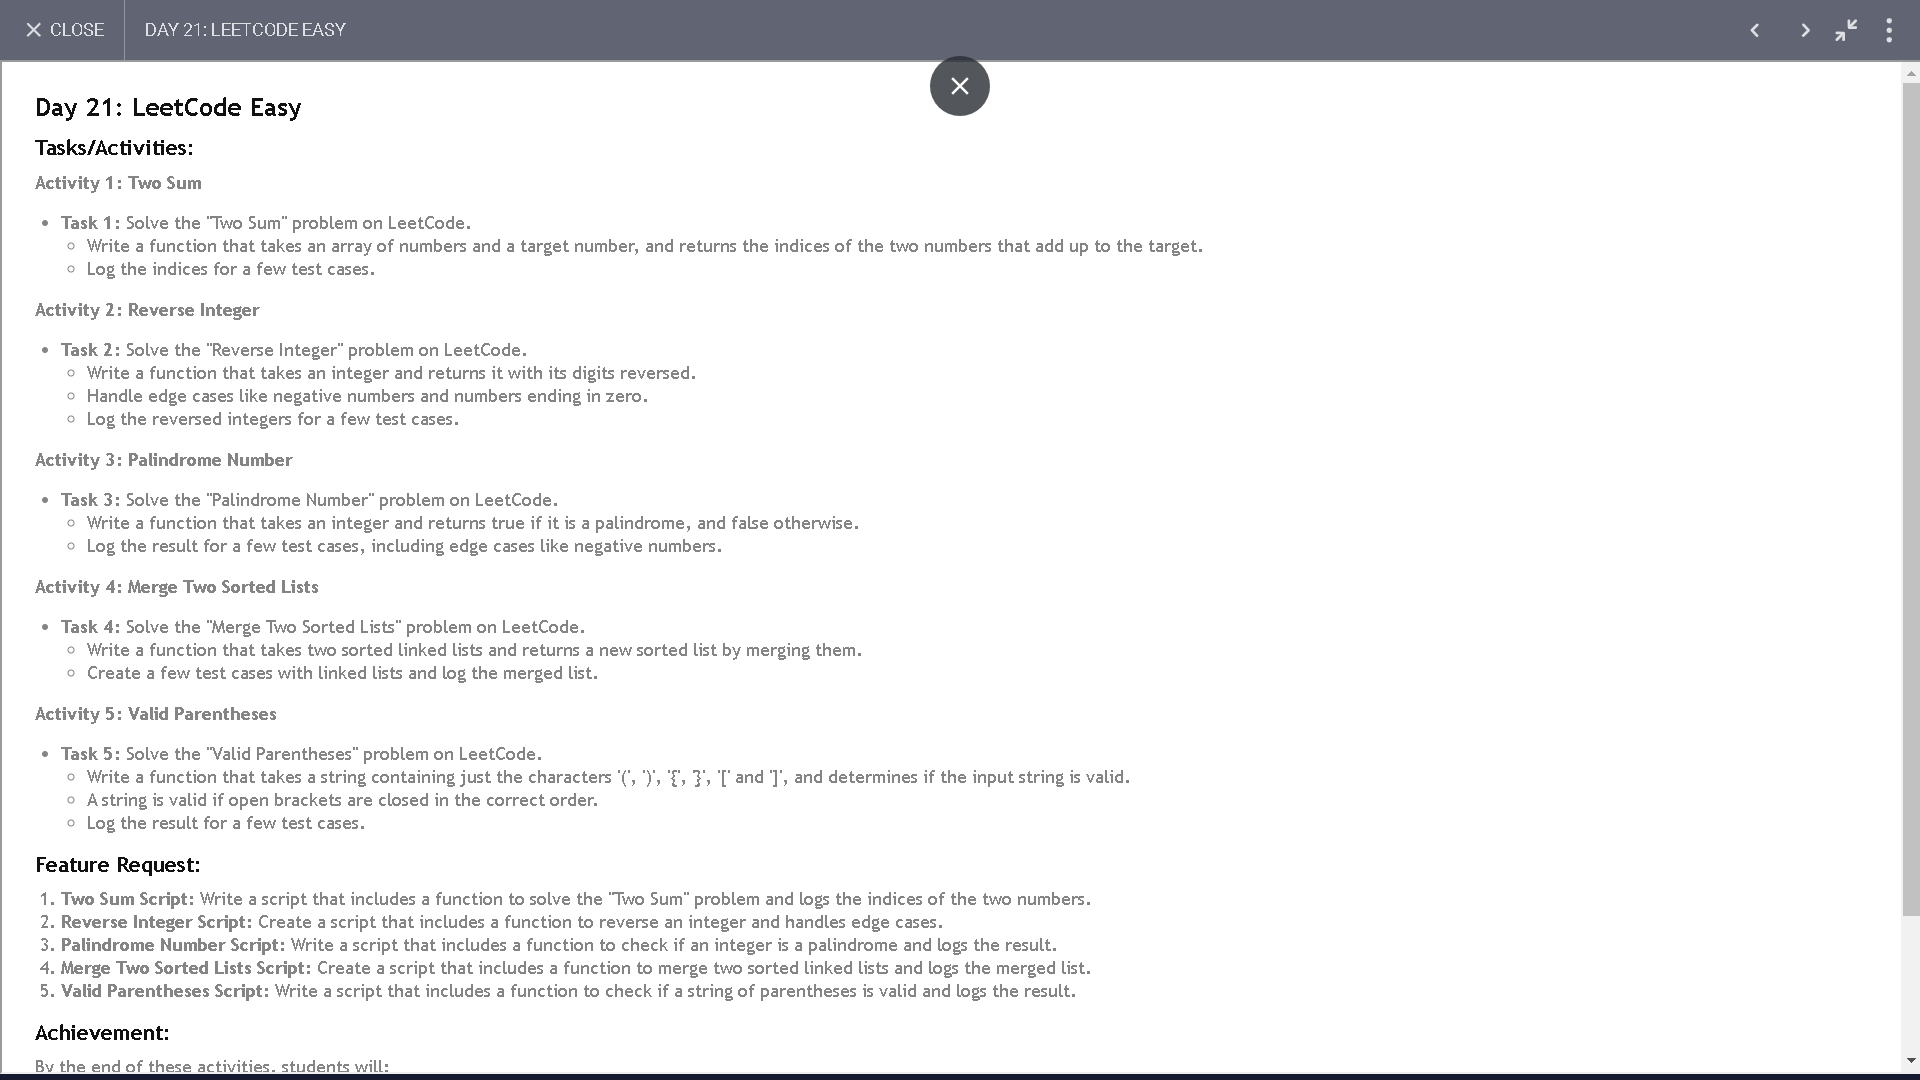 CLOSE
DAY 21: LEETCODE EASY
Day 21: LeetCode Easy
Tasks/Activities:
Activity 1: Two Sum
Task 1: Solve the "Two Sum" problem on LeetCode.
Write a function that takes an array of numbers and a target number, and returns the indices of the two numbers that add up to the target.
Log the indices for a few test cases.
Activity 2: Reverse Integer
Task 2: Solve the "Reverse Integer" problem on LeetCode.
Write a function that takes an integer and returns it with its digits reversed.
Handle edge cases like negative numbers and numbers ending in zero.
Log the reversed integers for a few test cases.
Activity 3: Palindrome Number
Task 3: Solve the "Palindrome Number" problem on LeetCode.
Write a function that takes an integer and returns true if it is a palindrome, and false otherwise.
Log the result for a few test cases, including edge cases like negative numbers.
Activity 4: Merge Two Sorted Lists
Task 4: Solve the "Merge Two Sorted Lists" problem on LeetCode.
Write a function that takes two sorted linked lists and returns a new sorted list by merging them.
Create a few test cases with linked lists and log the merged list.
Activity 5: Valid Parentheses
Task 5: Solve the "Valid Parentheses" problem on LeetCode.
Write a function that takes a string containing just the characters '(', ')', '{', '}', '[' and ']', and determines if the input string is valid.
A string is valid if open brackets are closed in the correct order.
Log the result for a few test cases.
Feature Request:
1. Two Sum Script: Write a script that includes a function to solve the "Two Sum" problem and logs the indices of the two numbers.
2. Reverse Integer Script: Create a script that includes a function to reverse an integer and handles edge cases.
3. Palindrome Number Script: Write a script that includes a function to check if an integer is a palindrome and logs the result.
4. Merge Two Sorted Lists Script: Create a script that includes a function to merge two sorted linked lists and logs the merged list.
5. Valid Parentheses Script: Write a script that includes a function to check if a string of parentheses is valid and logs the result.
Achievement:
By the end of these activities, students will: